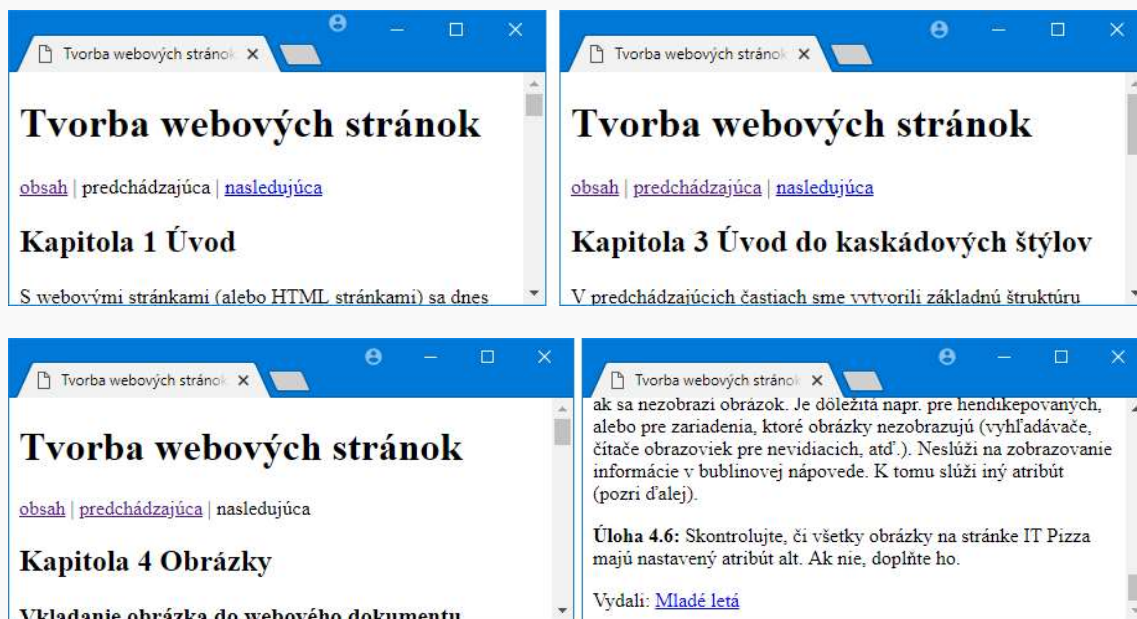 Tvorba webových stránok
Tvorba webových stránok
obsah | predchádzajúca | nasledujúca
Kapitola 1 Úvod
S webovými stránkami (alebo HTML stránkami) sa dnes
Tvorba webových stránok
Tvorba webových stránok
obsah | predchádzajúca | nasledujúca
Kapitola 3 Úvod do kaskádových štýlov
V predchádzajúcich častiach sme vytvorili základnú štruktúru
Tvorba webových stránok
Tvorba webových stránok
obsah | predchádzajúca | nasledujúca
Kapitola 4 Obrázky
Vkladanie obrázka do webového dokumentu
Tvorba webových stránok
ak sa nezobrazí obrázok. Je dôležitá napr. pre hendikepovaných,
alebo pre zariadenia, ktoré obrázky nezobrazujú (vyhľadávače,
čítače obrazoviek pre nevidiacich, atď.). Neslúži na zobrazovanie
informácie v bublinovej nápovede. K tomu slúži iný atribút
(pozri ďalej).
Úloha 4.6: Skontrolujte, či všetky obrázky na stránke IT Pizza
majú nastavený atribút alt. Ak nie, doplňte ho.
Vydali: Mladé letá